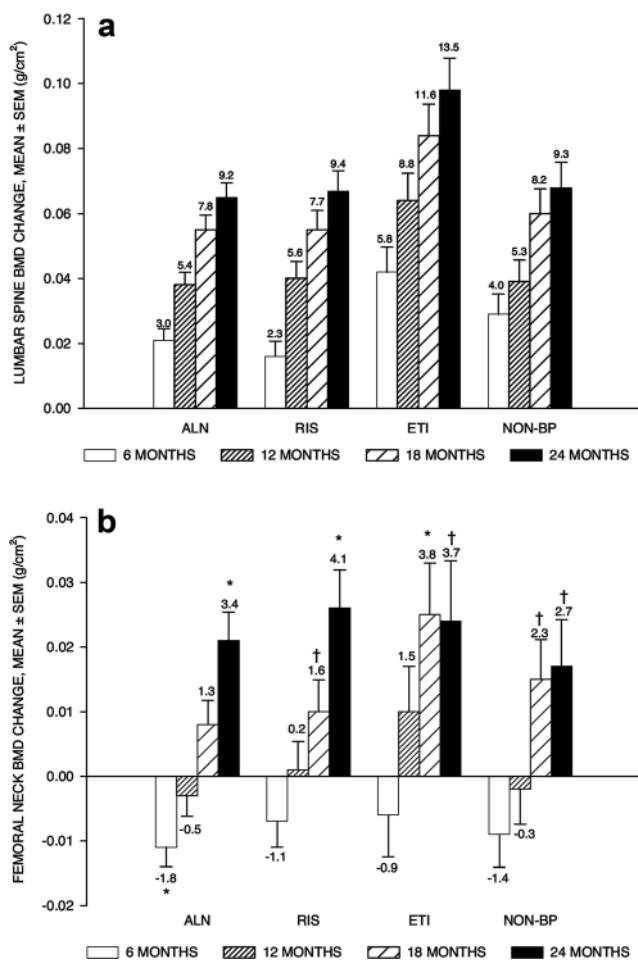 a
LUMBAR SPINE BMD CHANGE, MEAN ± SEM (g/cm²)
0.12
0.10
0.08
0.06
0.04
0.02
0.00
3.0 5.4 7.8 9.2
2.3 5.6 7.7 9.4
5.8 8.8 11.6 13.5
4.0 5.3 8.2 9.3
ALN RIS ETI NON-BP
6 MONTHS 12 MONTHS 18 MONTHS 24 MONTHS
b
FEMORAL NECK BMD CHANGE, MEAN ± SEM (g/cm²)
0.04
0.03
0.02
0.01
0.00
-0.01
-0.02
-1.8 * -0.5 1.3 3.4 *
-1.1 0.2 1.6 † 4.1 *
-0.9 1.5 3.8 * 3.7 †
-1.4 -0.3 2.3 † 2.7 †
ALN RIS ETI NON-BP
6 MONTHS 12 MONTHS 18 MONTHS 24 MONTHS